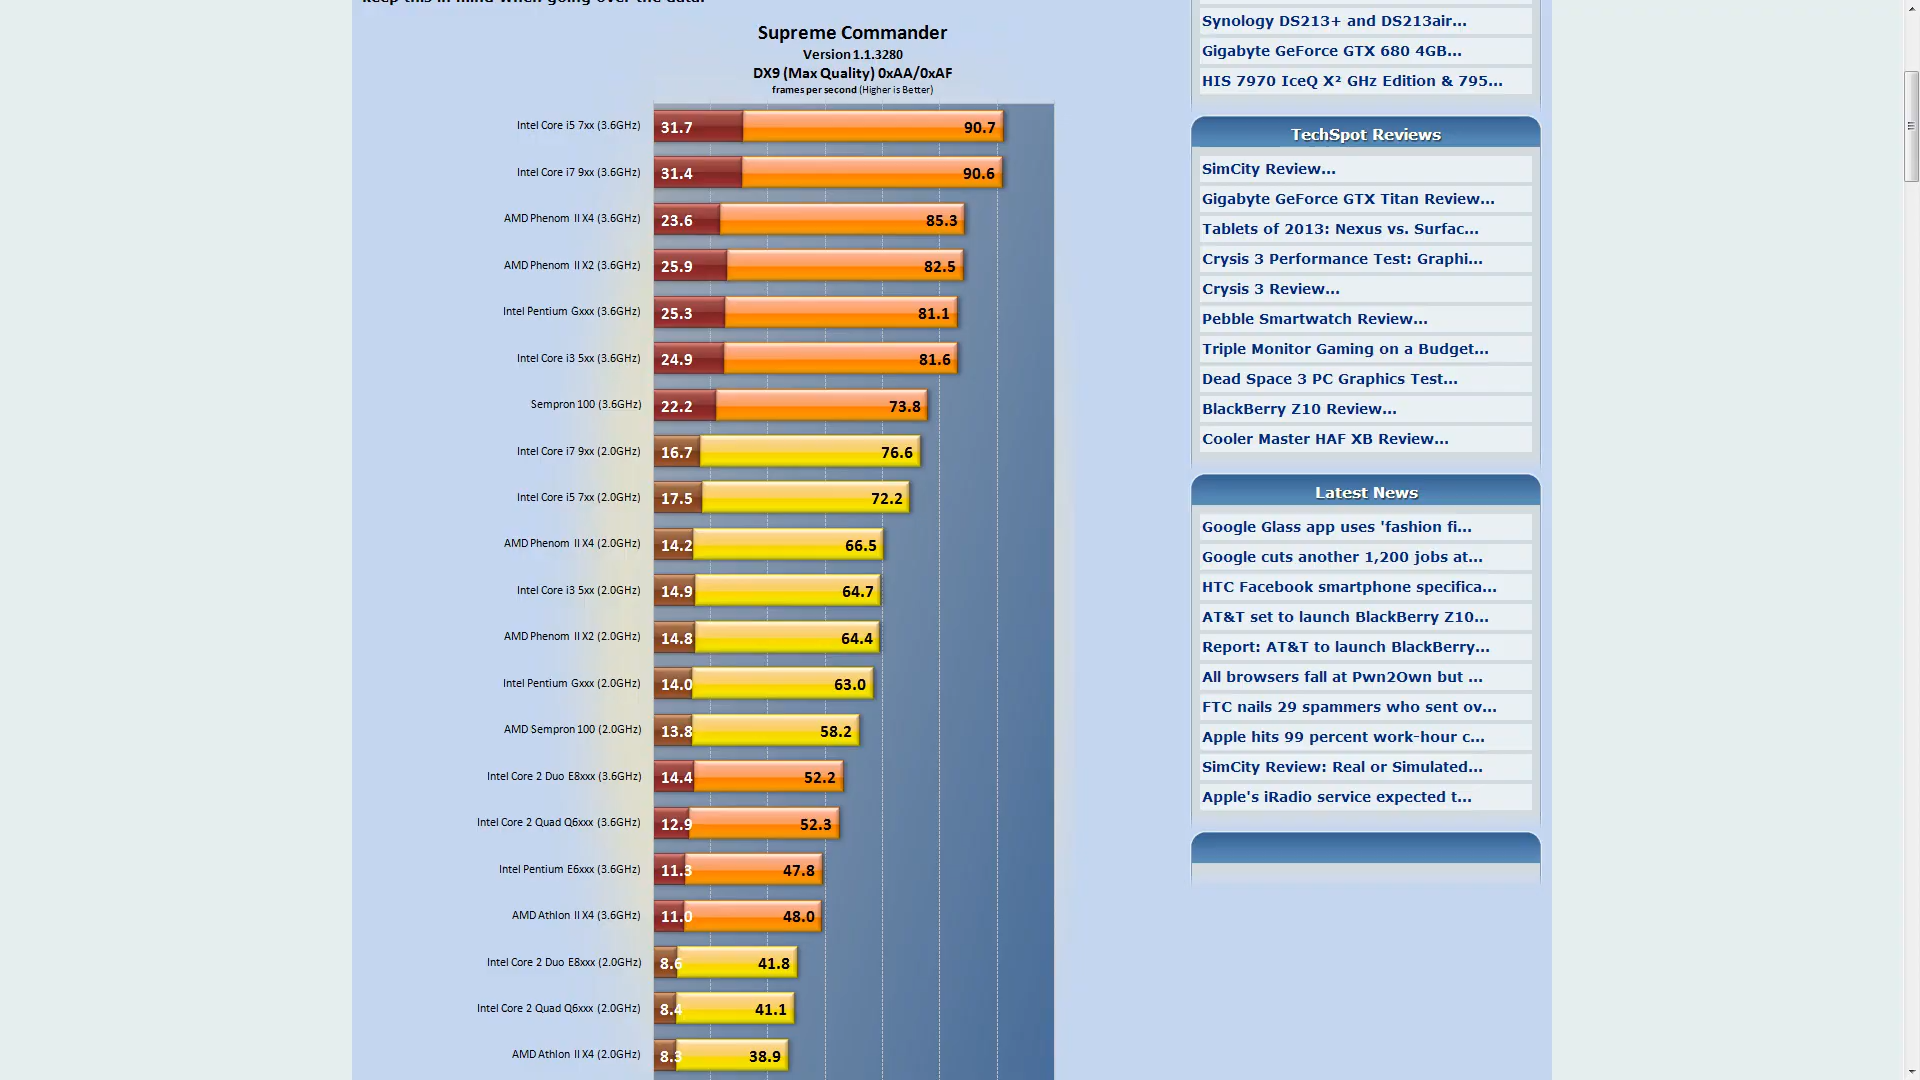 Supreme Commander
Version 1.1.3280
DX9 (Max Quality) 0xAA/0xAF
frames per second (Higher is Better)
Intel Core i5 7xx (3.6GHz) 31.7 90.7
Intel Core i7 9xx (3.6GHz) 31.4 90.6
AMD Phenom II X4 (3.6GHz) 23.6 85.3
AMD Phenom II X2 (3.6GHz) 25.9 82.5
Intel Pentium Gxxx (3.6GHz) 25.3 81.1
Intel Core i3 5xx (3.6GHz) 24.9 81.6
Sempron 100 (3.6GHz) 22.2 73.8
Intel Core i7 9xx (2.0GHz) 16.7 76.6
Intel Core i5 7xx (2.0GHz) 17.5 72.2
AMD Phenom II X4 (2.0GHz) 14.2 66.5
Intel Core i3 5xx (2.0GHz) 14.9 64.7
AMD Phenom II X2 (2.0GHz) 14.8 64.4
Intel Pentium Gxxx (2.0GHz) 14.0 63.0
AMD Sempron 100 (2.0GHz) 13.8 58.2
Intel Core 2 Duo E8xxx (3.6GHz) 14.4 52.2
Intel Core 2 Quad Q6xxx (3.6GHz) 12.9 52.3
Intel Pentium E6xxx (3.6GHz) 11.3 47.8
AMD Athlon II X4 (3.6GHz) 11.0 48.0
Intel Core 2 Duo E8xxx (2.0GHz) 8.6 41.8
Intel Core 2 Quad Q6xxx (2.0GHz) 8.4 41.1
AMD Athlon II X4 (2.0GHz) 8.3 38.9
Synology DS213+ and DS213air...
Gigabyte GeForce GTX 680 4GB...
HIS 7970 IceQ X² GHz Edition & 795...
TechSpot Reviews
SimCity Review...
Gigabyte GeForce GTX Titan Review...
Tablets of 2013: Nexus vs. Surfac...
Crysis 3 Performance Test: Graphi...
Crysis 3 Review...
Pebble Smartwatch Review...
Triple Monitor Gaming on a Budget...
Dead Space 3 PC Graphics Test...
BlackBerry Z10 Review...
Cooler Master HAF XB Review...
Latest News
Google Glass app uses 'fashion fi...
Google cuts another 1,200 jobs at...
HTC Facebook smartphone specifica...
AT&T set to launch BlackBerry Z10...
Report: AT&T to launch BlackBerry...
All browsers fall at Pwn2Own but ...
FTC nails 29 spammers who sent ov...
Apple hits 99 percent work-hour c...
SimCity Review: Real or Simulated...
Apple's iRadio service expected t...